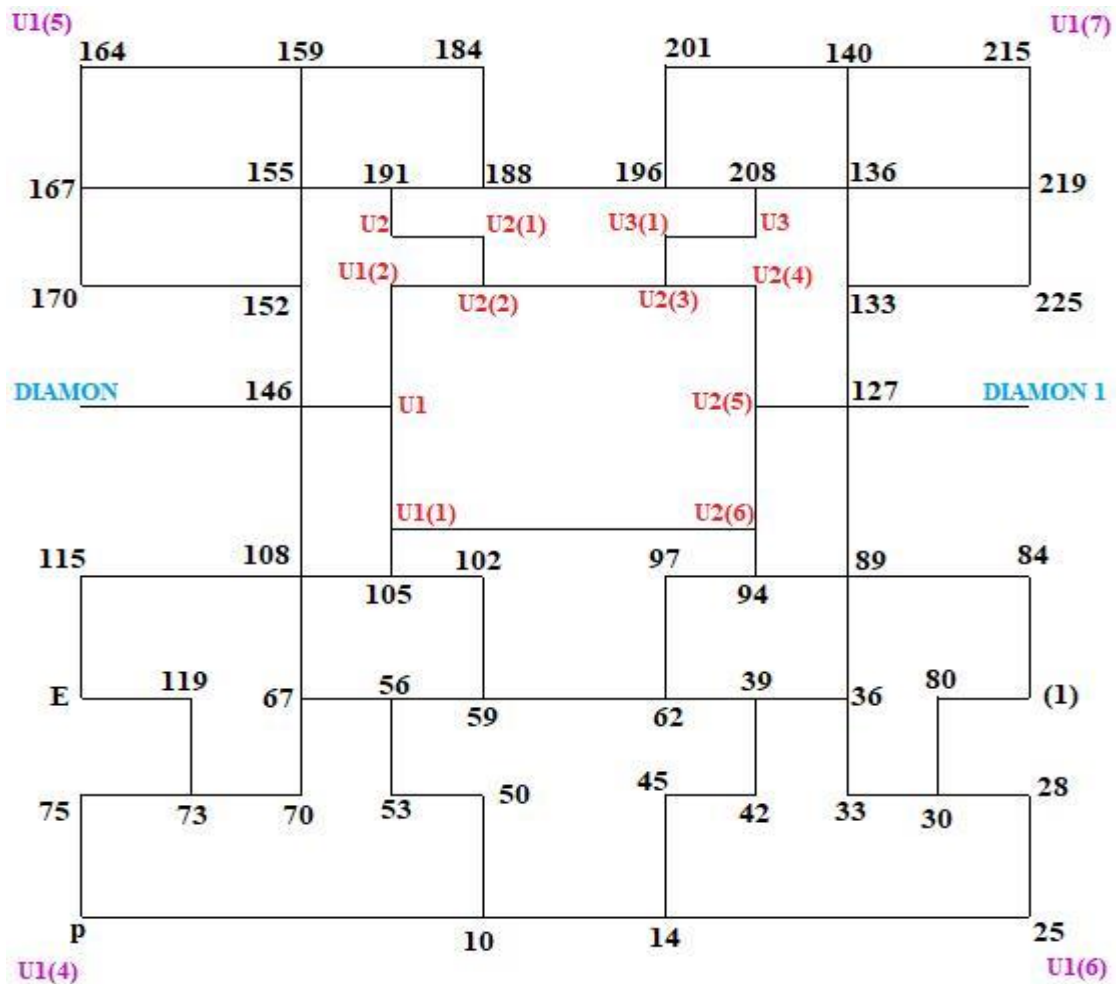 U1(5) U1(7)
164 159 184 201 140 215
167 155 191 188 196 208 136 219
U2 U2(1) U3(1) U3
U1(2) U2(4)
170 152 U2(2) U2(3) 133 225
DIAMON 146 U1 U2(5) 127 DIAMON 1
U1(1) U2(6)
115 108 102 97 89 84
105 94
E 119 67 56 39 36 80 (1)
59 62
75 73 70 53 50 45 42 33 30 28
p 10 14 25
U1(4) U1(6)